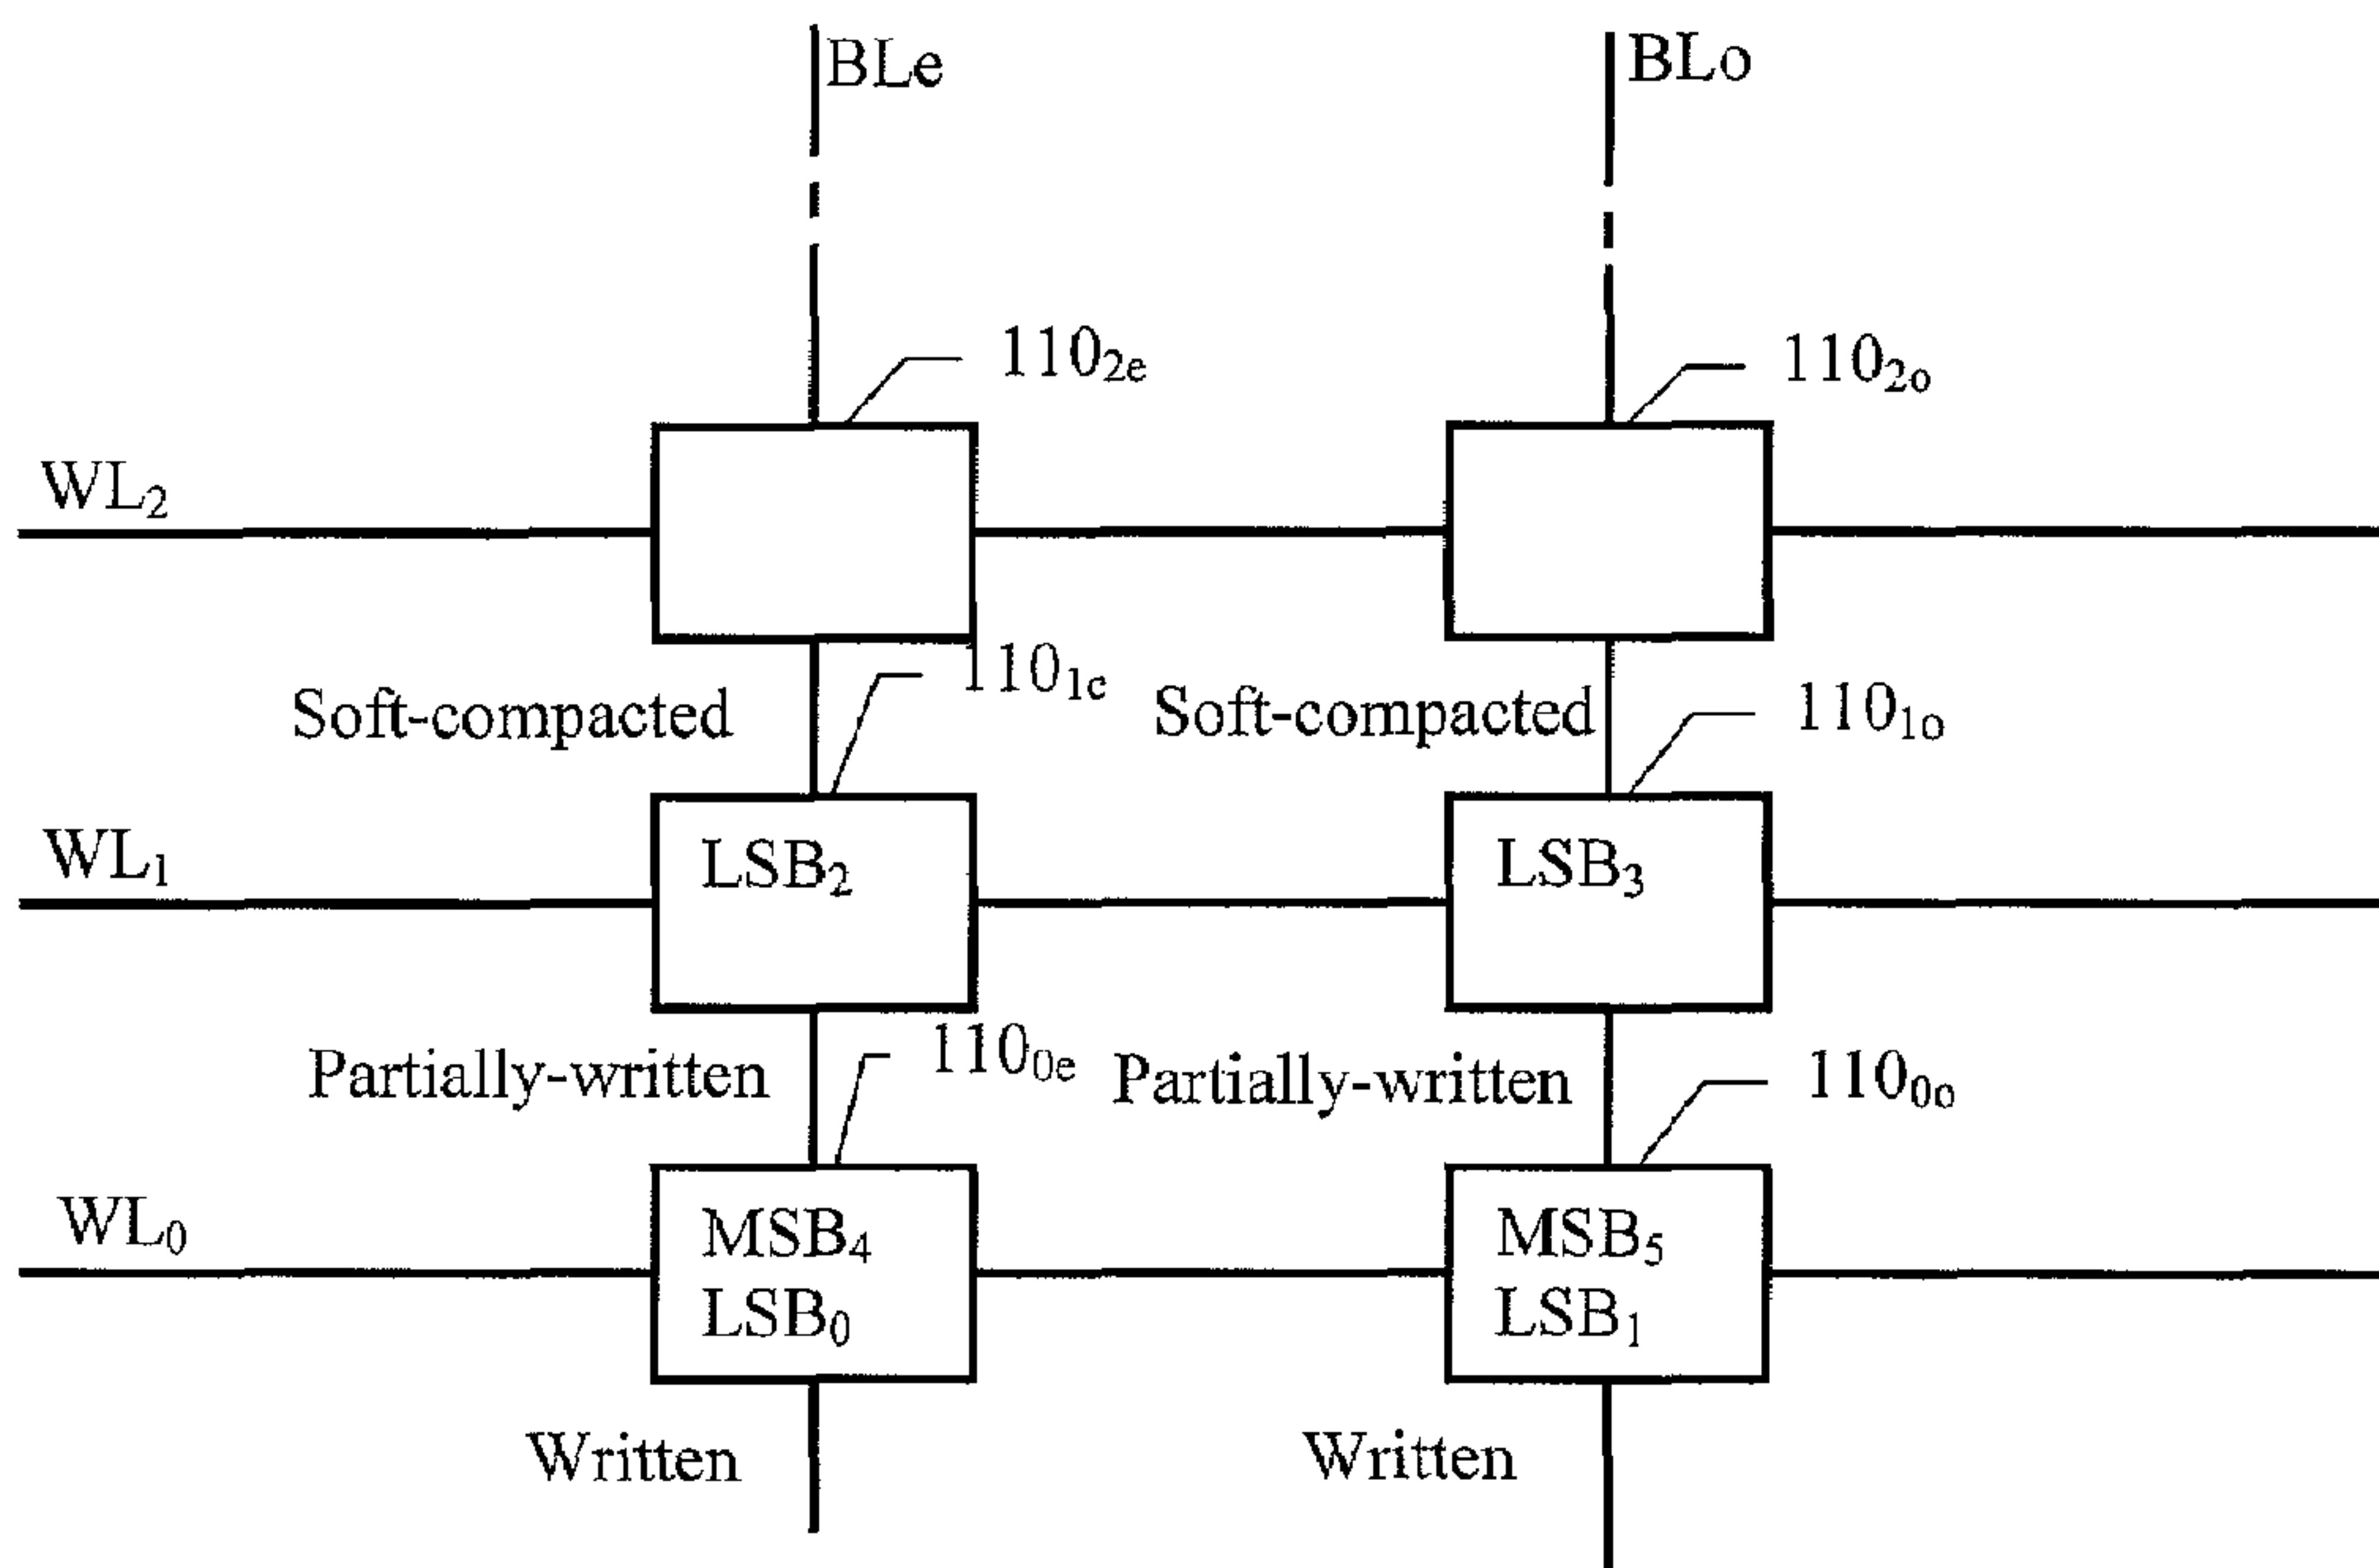 BLe
BLo
110₂ₑ
110₂ₒ
WL₂
110₁c
110₁ₒ
Soft-compacted
Soft-compacted
WL₁
LSB₂
LSB₃
110₀ₑ
110₀ₒ
Partially-written
Partially-written
WL₀
MSB₄
LSB₀
MSB₅
LSB₁
Written
Written